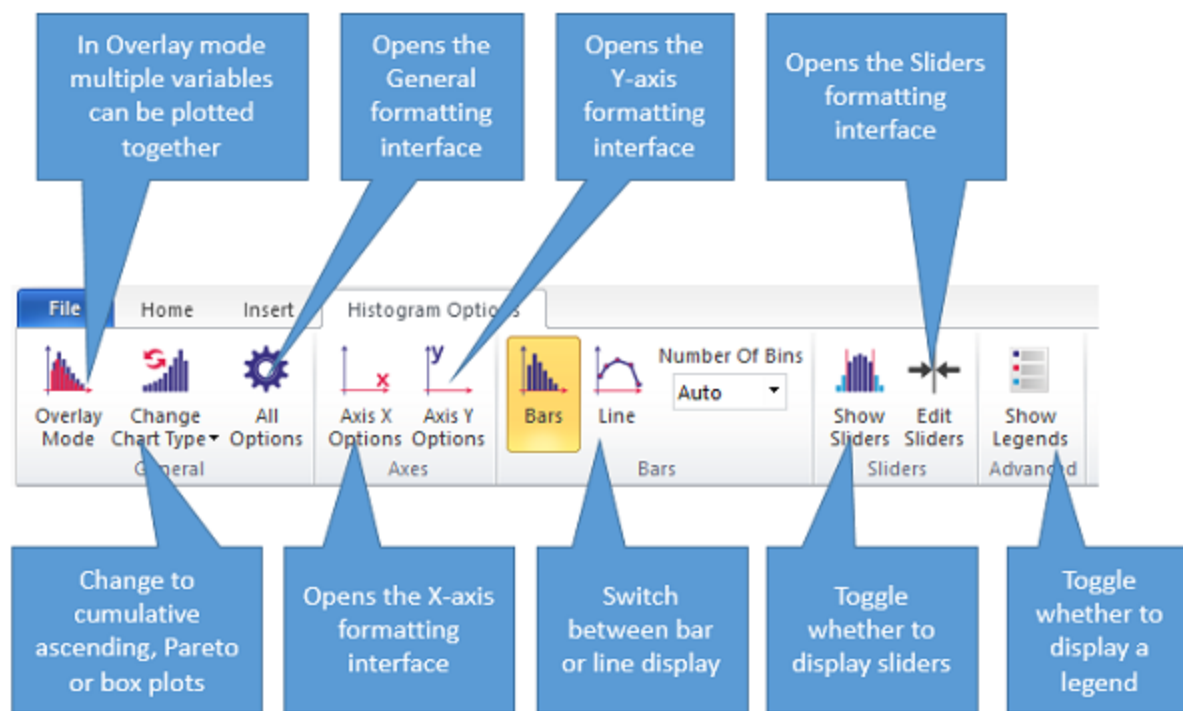 In Overlay mode
multiple variables
can be plotted
together
Opens the
General
formatting
interface
Opens the
Y-axis
formatting
interface
Opens the Sliders
formatting
interface
File
Home
Insert
Histogram Options
y
x
Number Of Bins
Auto
Overlay
Mode
Change
Chart Type
All
Options
Axis X
Options
Axis Y
Options
Bars
Line
Show
Sliders
Edit
Sliders
Show
Legends
General
Axes
Bars
Sliders
Advanced
Change to
cumulative
ascending, Pareto
or box plots
Opens the X-axis
formatting
interface
Switch
between bar
or line display
Toggle
whether to
display sliders
Toggle
whether to
display a
legend